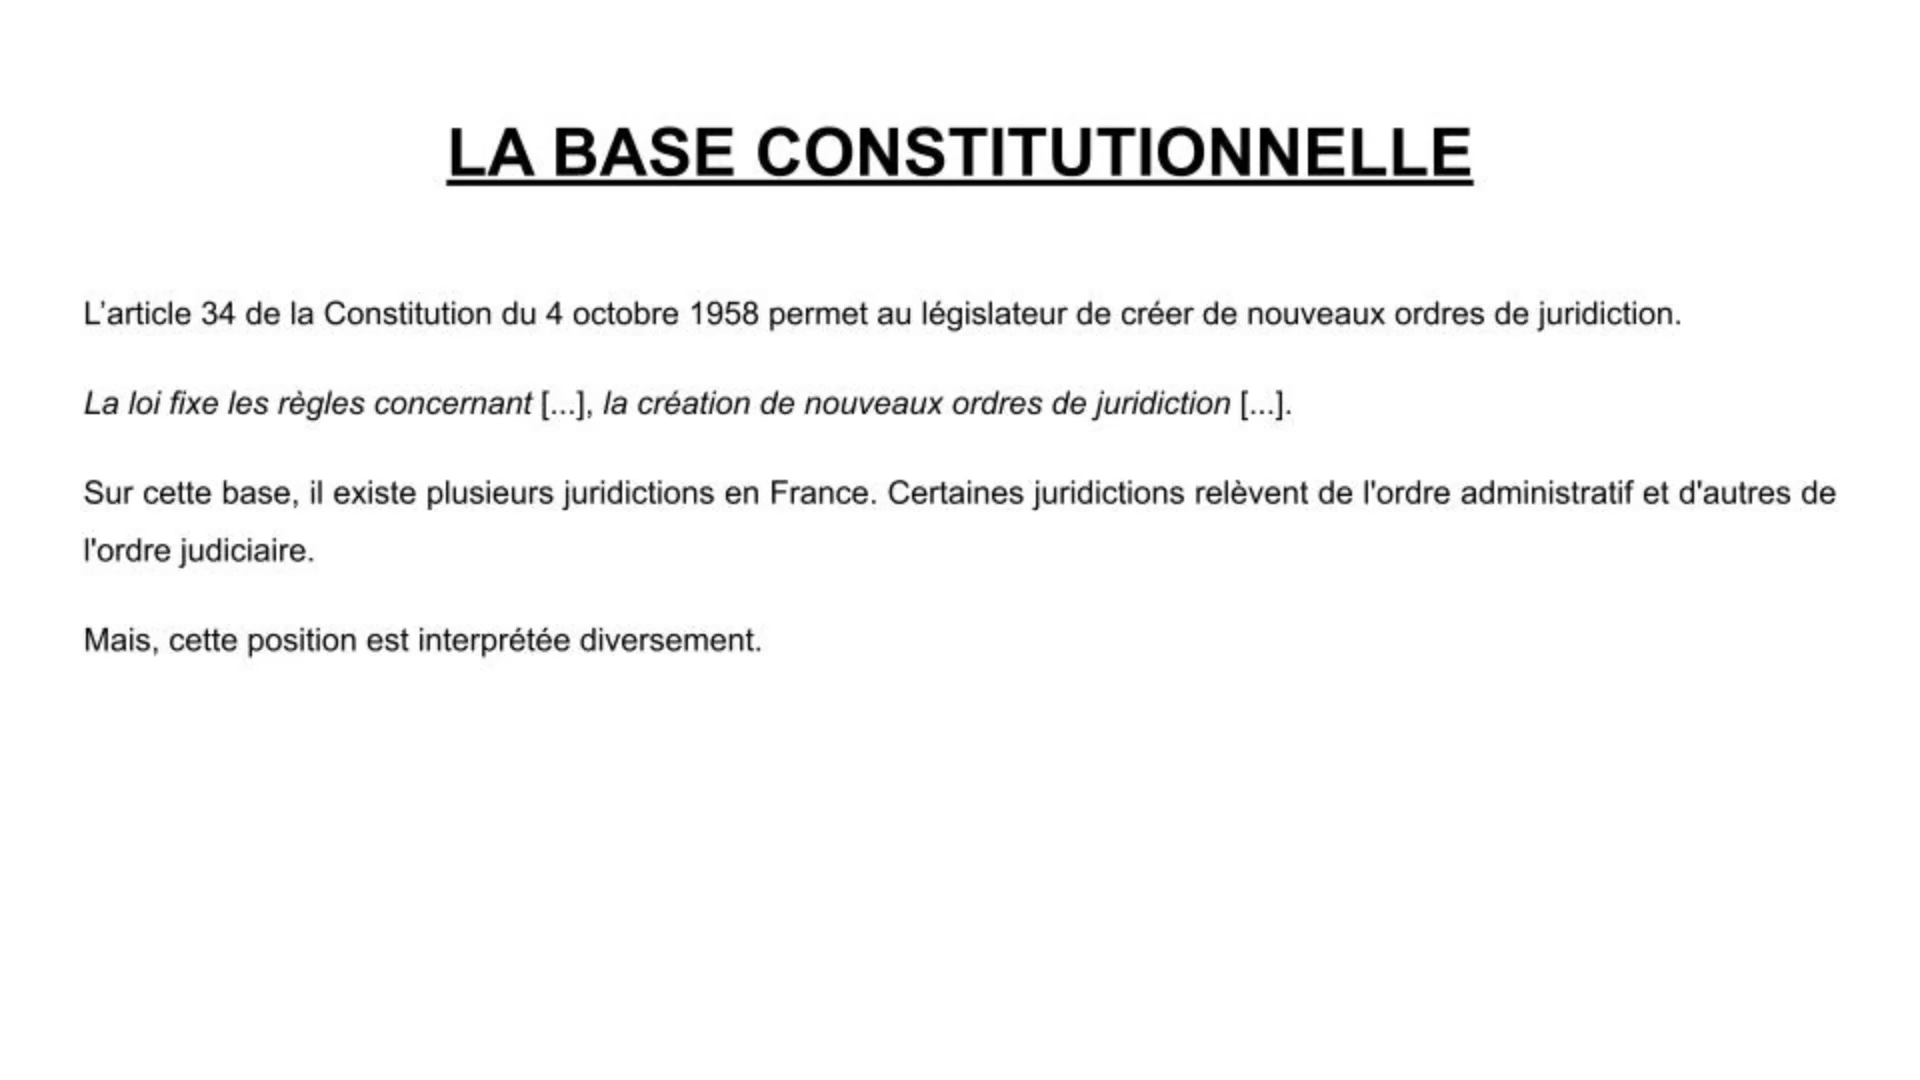 LA BASE CONSTITUTIONNELLE
L’article 34 de la Constitution du 4 octobre 1958 permet au législateur de créer de nouveaux ordres de juridiction.
La loi fixe les règles concernant [...], la création de nouveaux ordres de juridiction [...].
Sur cette base, il existe plusieurs juridictions en France. Certaines juridictions relèvent de l'ordre administratif et d'autres de
l'ordre judiciaire.
Mais, cette position est interprétée diversement.